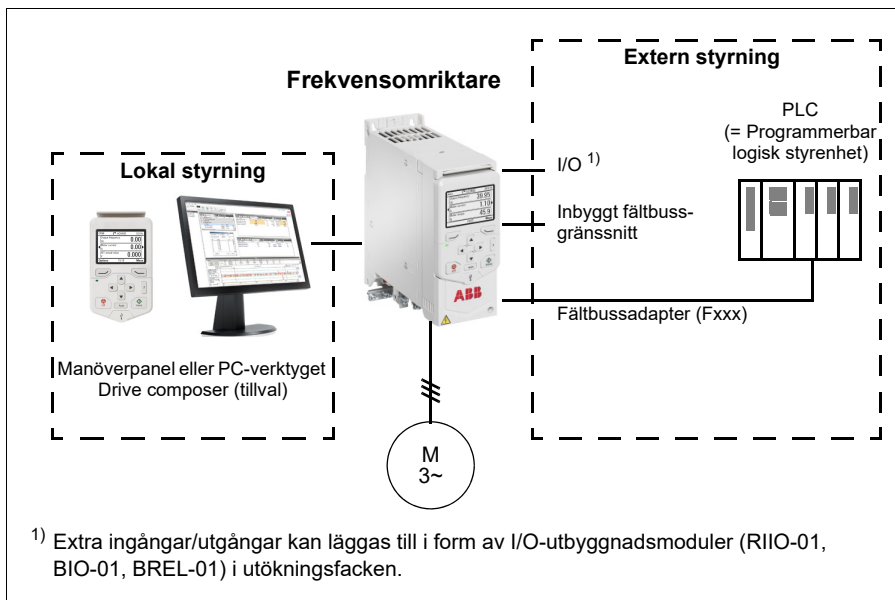 Frekvensomriktare
Extern styrning
PLC
(= Programmerbar
logisk styrenhet)
Lokal styrning
I/O 1)
Inbyggt fältbuss-
gränssnitt
ABB
Fältbussadapter (Fxxx)
Manöverpanel eller PC-verktyget
Drive composer (tillval)
M
3~
1) Extra ingångar/utgångar kan läggas till i form av I/O-utbyggnadsmoduler (RIIO-01,
BIO-01, BREL-01) i utökningsfacken.